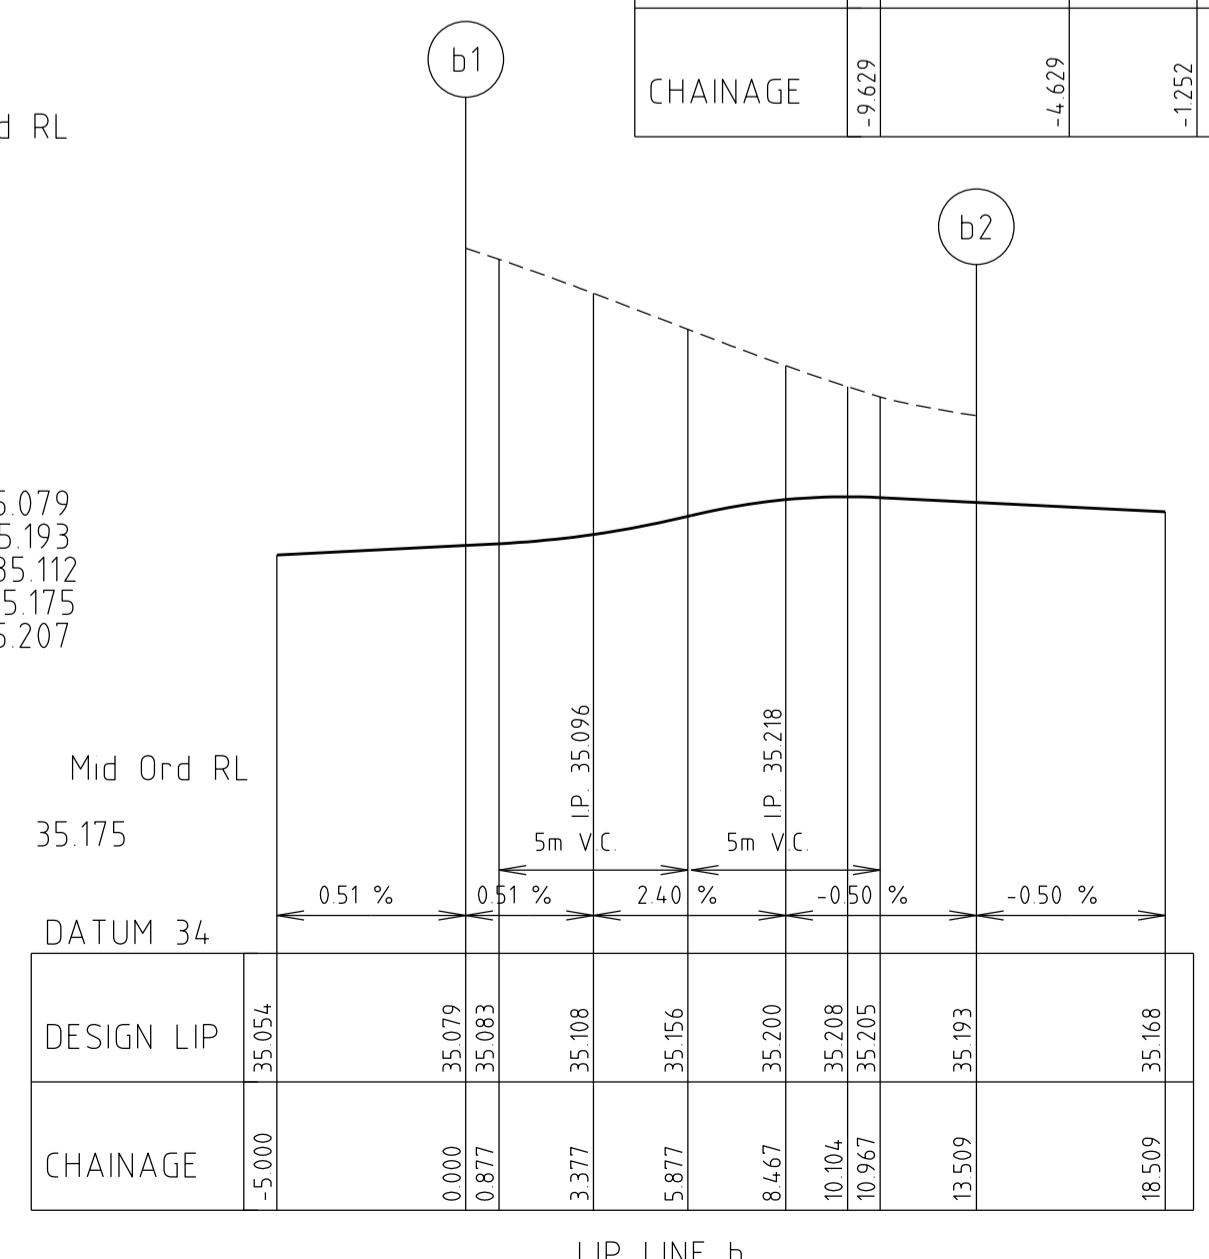 b1
CHAINAGE -9.629 -4.629 -1.252
d RL
b2
5.079
5.193
35.112
5.175
5.207
I.P. 35.096 I.P. 35.218
Mid Ord RL
35.175
5m V.C. 5m V.C.
0.51 % 0.51 % 2.40 % -0.50 % -0.50 %
DATUM 34
DESIGN LIP 35.054 35.079 35.083 35.108 35.156 35.200 35.208 35.205 35.193 35.168
CHAINAGE -5.000 0.000 0.877 3.377 5.877 8.467 10.104 10.967 13.509 18.509
LIP LINE b